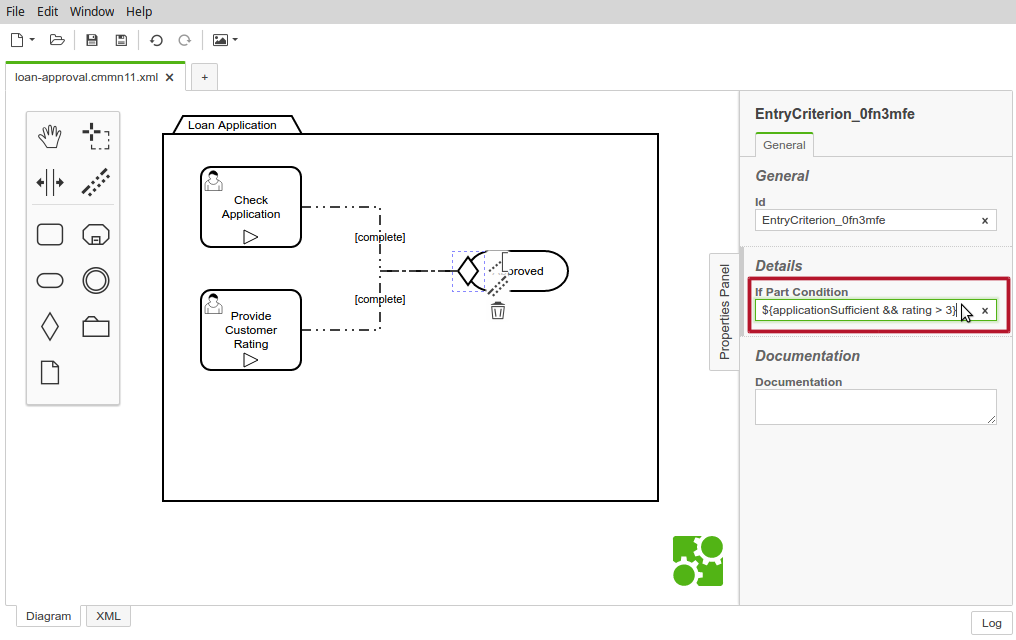 File Edit Window Help
loan-approval.cmmn11.xml × +
Loan Application
Check
Application
[complete]
[complete]
Provide
Customer
Rating
proved
Properties Panel
EntryCriterion_0fn3mfe
General
General
Id
EntryCriterion_0fn3mfe ×
Details
If Part Condition
${applicationSufficient && rating > 3} ×
Documentation
Documentation
Diagram XML
Log